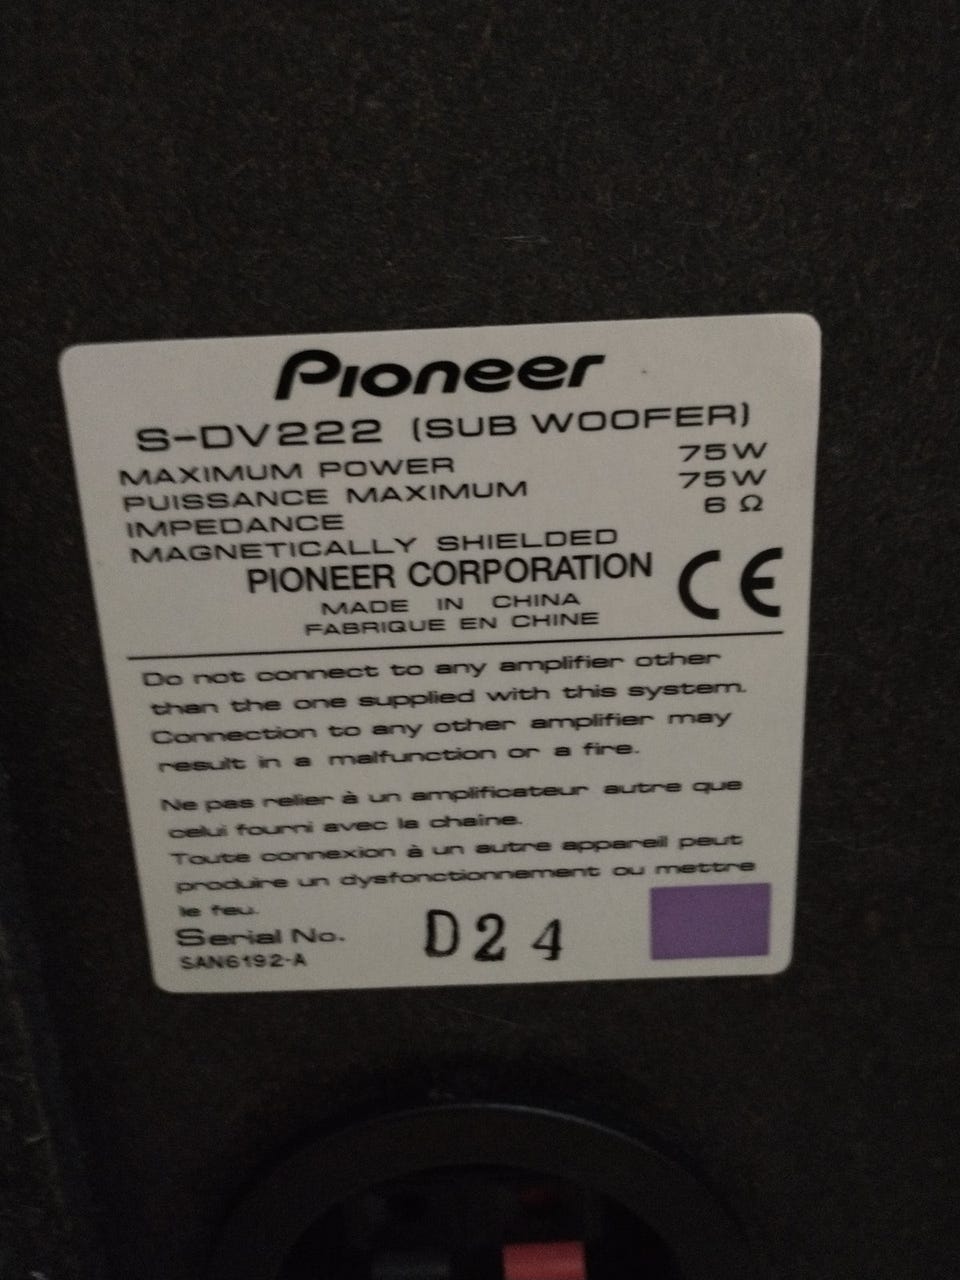 Pioneer
S-DV222 (SUB WOOFER)
MAXIMUM POWER 75W
PUISSANCE MAXIMUM 75W
IMPEDANCE 6 Ω
MAGNETICALLY SHIELDED
PIONEER CORPORATION CE
MADE IN CHINA
FABRIQUE EN CHINE
Do not connect to any amplifier other
than the one supplied with this system.
Connection to any other amplifier may
result in a malfunction or a fire.
Ne pas relier à un amplificateur autre que
celui fourni avec la chaîne.
Toute connexion à un autre appareil peut
produire un dysfonctionnement ou mettre
le feu.
Serial No. D24
SAN6192-A